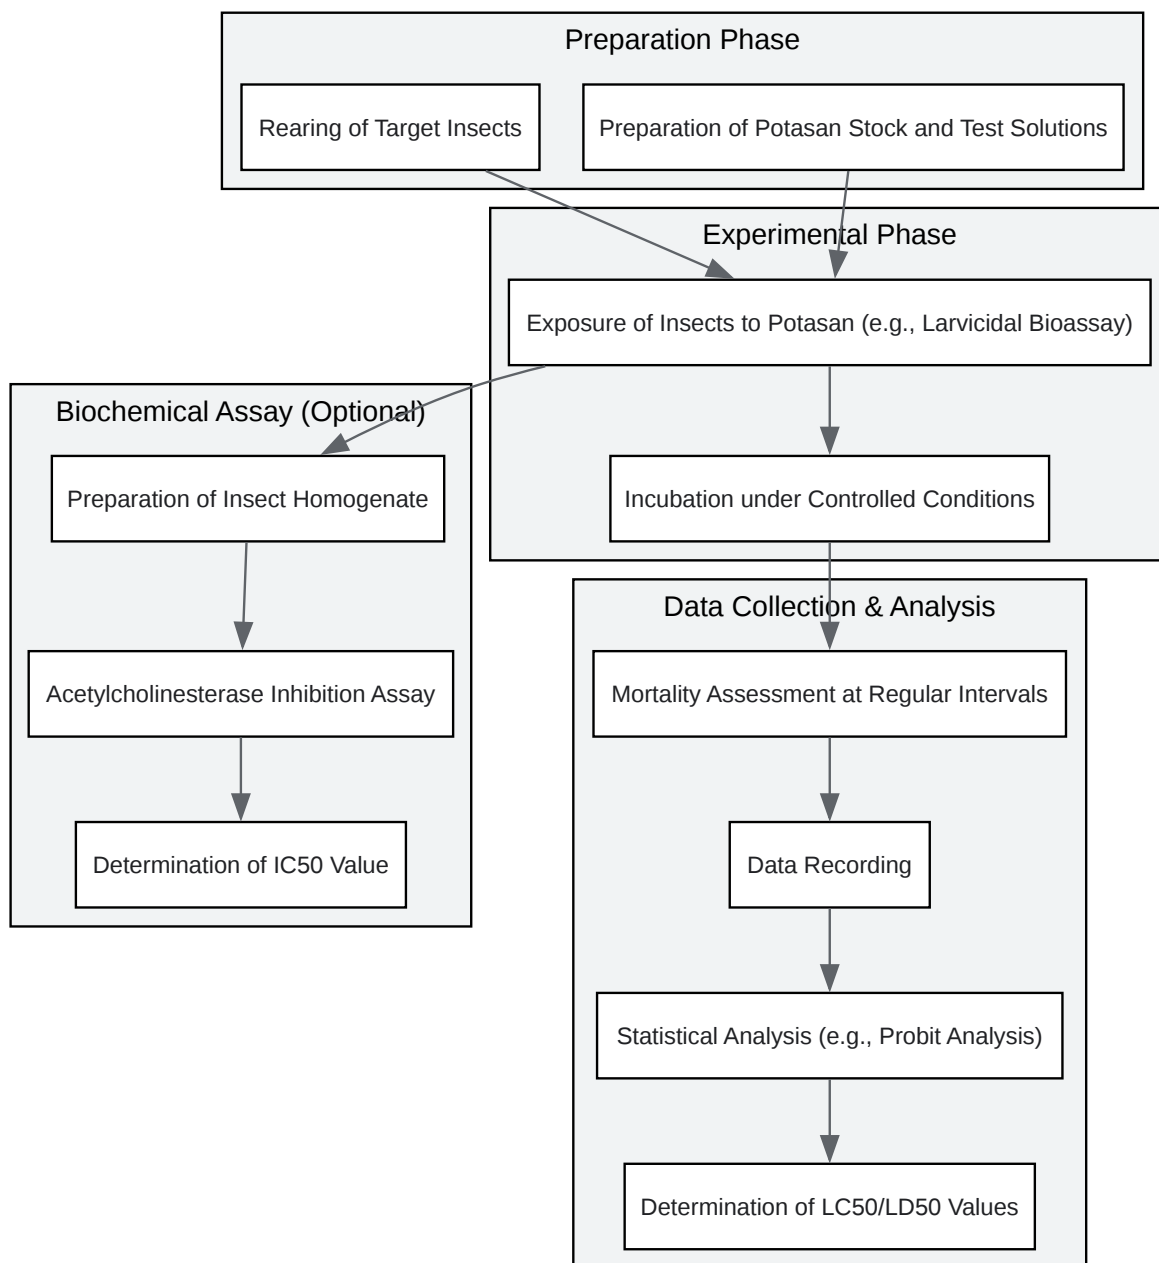 Preparation Phase
Rearing of Target Insects
Preparation of Potasan Stock and Test Solutions
Experimental Phase
Exposure of Insects to Potasan (e.g., Larvicidal Bioassay)
Biochemical Assay (Optional)
Preparation of Insect Homogenate
Incubation under Controlled Conditions
Data Collection & Analysis
Acetylcholinesterase Inhibition Assay
Mortality Assessment at Regular Intervals
Determination of IC50 Value
Data Recording
Statistical Analysis (e.g., Probit Analysis)
Determination of LC50/LD50 Values